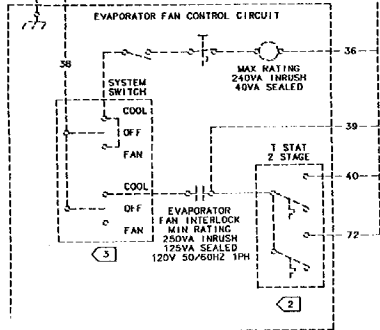 EVAPORATOR FAN CONTROL CIRCUIT
36
38
MAX RATING
240VA INRUSH
40VA SEALED
SYSTEM
SWITCH
COOL
OFF
FAN
39
T STAT
2 STAGE
40
COOL
OFF
FAN
EVAPORATOR
FAN INTERLOCK
MIN RATING
250VA INRUSH
125VA SEALED
120V 50/60HZ 1PH
72
3
2